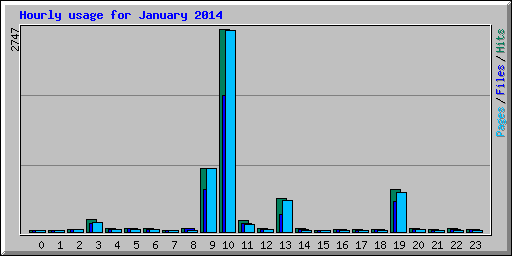 Hourly usage for January 2014
2747
Pages / Files / Hits
0 1 2 3 4 5 6 7 8 9 10 11 12 13 14 15 16 17 18 19 20 21 22 23